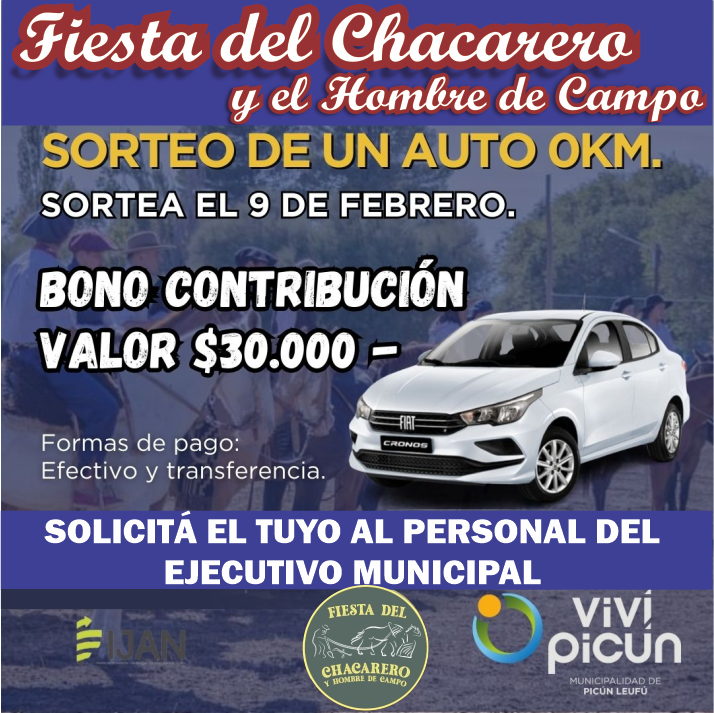 Fiesta del Chacarero
y el Hombre de Campo
SORTEO DE UN AUTO 0KM.
SORTEA EL 9 DE FEBRERO.
BONO CONTRIBUCIÓN
VALOR $30.000 –
FIAT
CRONOS
Formas de pago:
Efectivo y transferencia.
SOLICITÁ EL TUYO AL PERSONAL DEL
EJECUTIVO MUNICIPAL
IJAN
FIESTA DEL
CHACARERO
Y HOMBRE DE CAMPO
ViVí
picún
MUNICIPALIDAD DE
PICÚN LEUFÚ